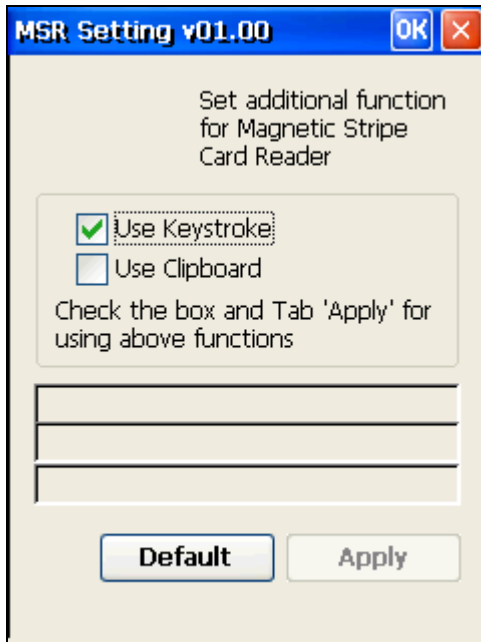 MSR Setting v01.00 OK
Set additional function
for Magnetic Stripe
Card Reader
Use Keystroke
Use Clipboard
Check the box and Tab 'Apply' for
using above functions
Default Apply